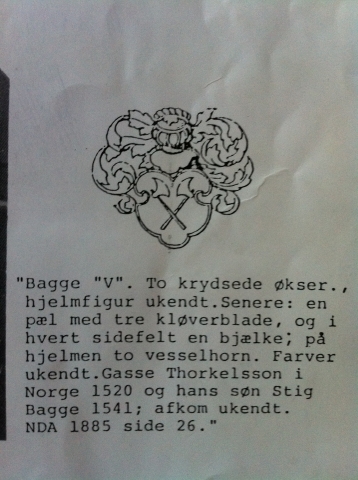 "Bagge "V". To krydsede økser.,
hjelmfigur ukendt.Senere: en
pæl med tre kløverblade, og i
hvert sidefelt en bjælke; på
hjelmen to vesselhorn. Farver
ukendt.Gasse Thorkelsson i
Norge 1520 og hans søn Stig
Bagge 1541; afkom ukendt.
NDA 1885 side 26."